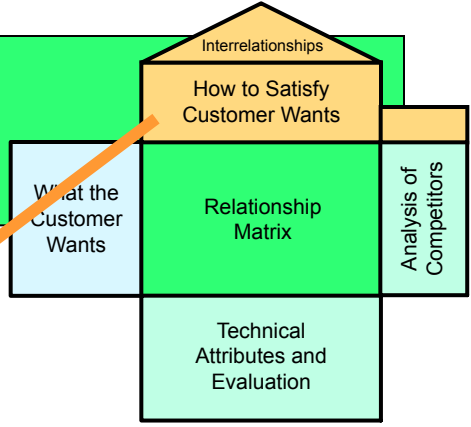 Interrelationships
How to Satisfy
Customer Wants
What the
Customer
Wants
Relationship
Matrix
Analysis of
Competitors
Technical
Attributes and
Evaluation